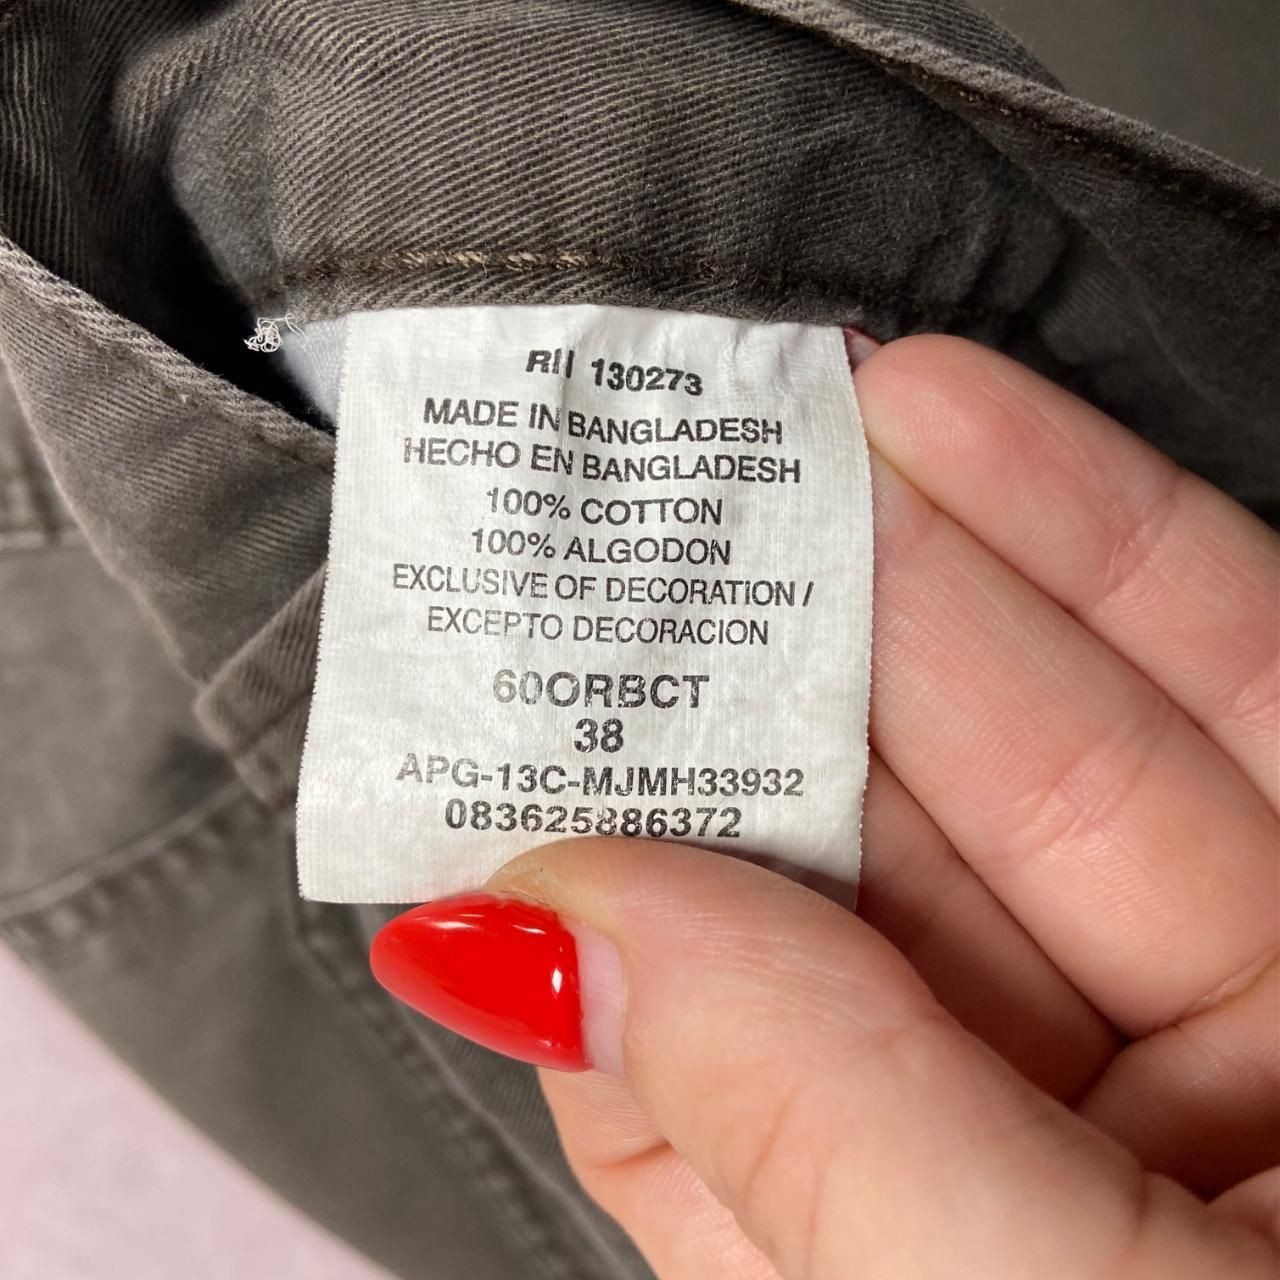 RII 130273
MADE IN BANGLADESH
HECHO EN BANGLADESH
100% COTTON
100% ALGODON
EXCLUSIVE OF DECORATION /
EXCEPTO DECORACION
60ORBCT
38
APG-13C-MJMH33932
083625886372